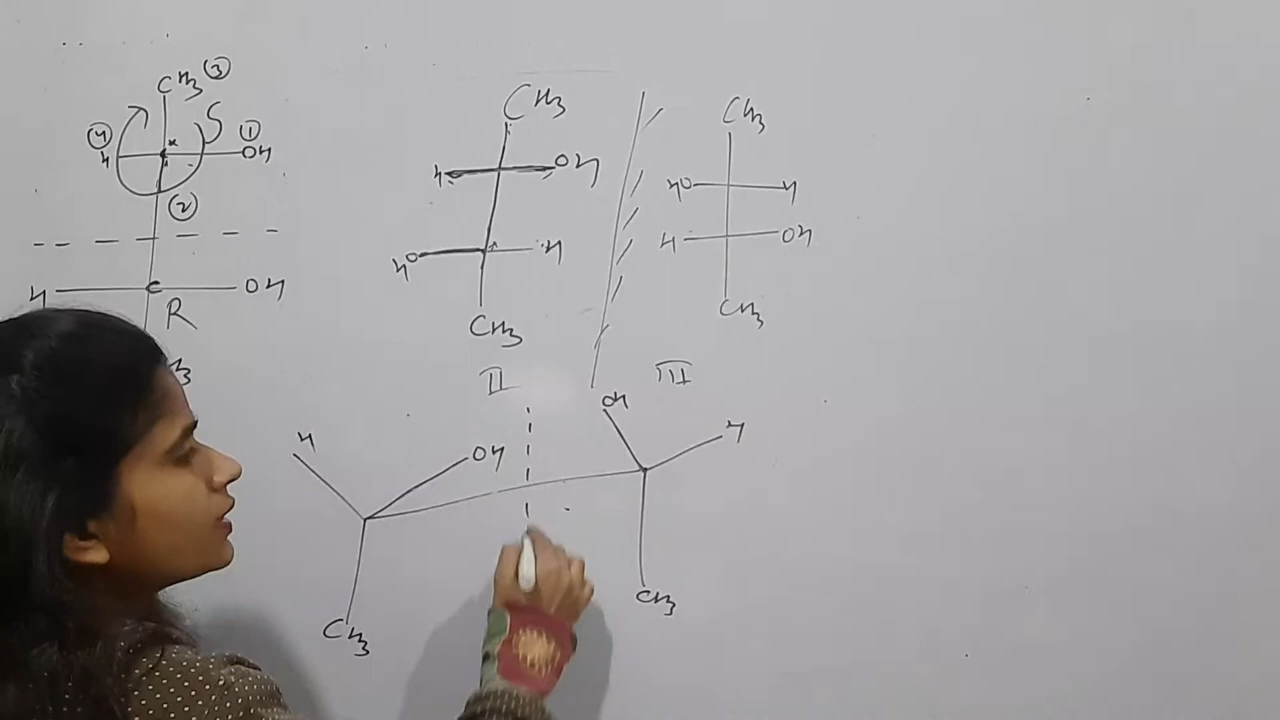 CH3 ③
④ ①
H * OH S
②
H C OH
R
CH3
H OH
HO * H
CH3
II
CH3
HO H
H OH
CH3
III
H OH
CH3
OH H
CH3